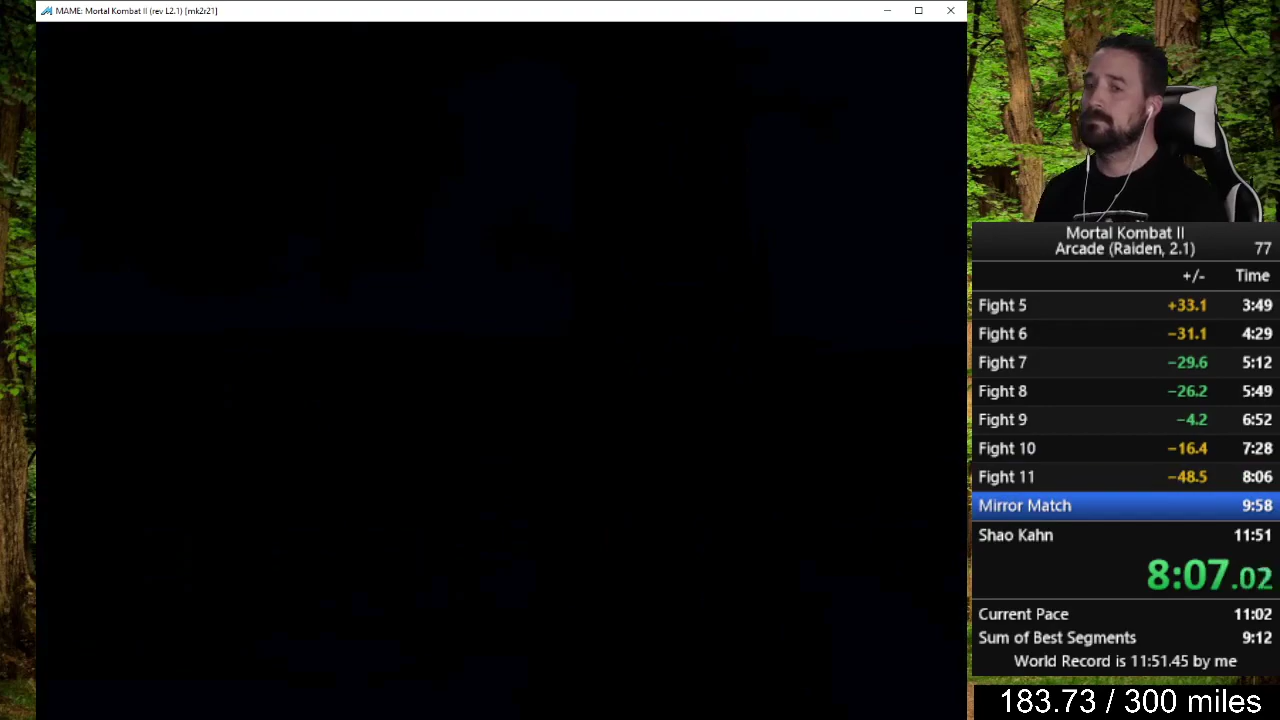 MAME: Mortal Kombat II (rev L2.1) [mk2r21]
Mortal Kombat II
Arcade (Raiden, 2.1) 77
+/- Time
Fight 5 +33.1 3:49
Fight 6 −31.1 4:29
Fight 7 −29.6 5:12
Fight 8 −26.2 5:49
Fight 9 −4.2 6:52
Fight 10 −16.4 7:28
Fight 11 −48.5 8:06
Mirror Match 9:58
Shao Kahn 11:51
8:07.02
Current Pace 11:02
Sum of Best Segments 9:12
World Record is 11:51.45 by me
183.73 / 300 miles